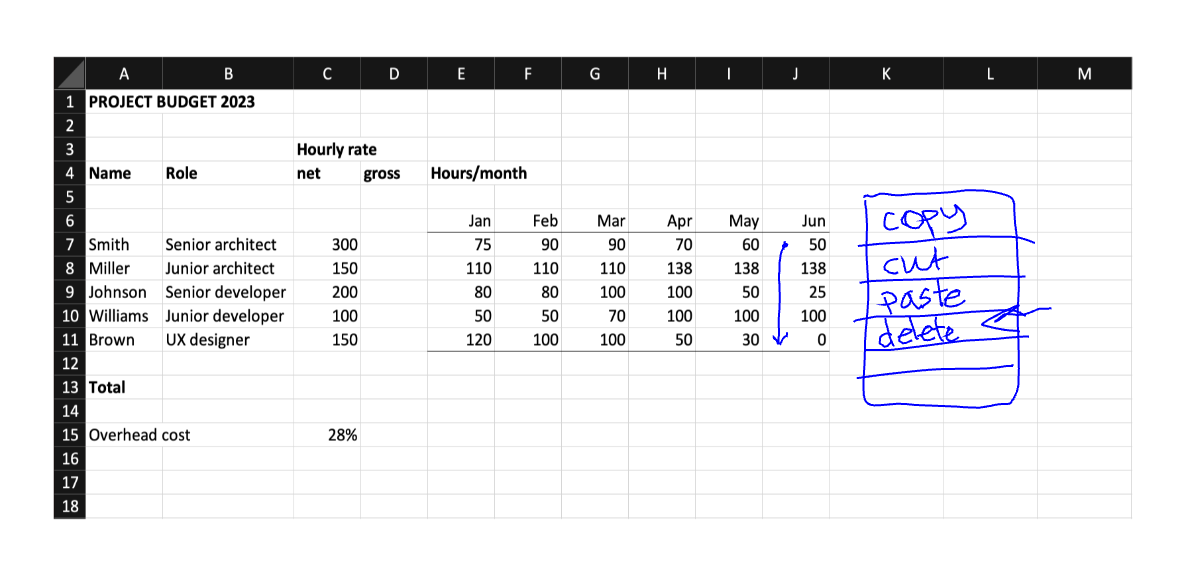 A B C D E F G H I J K L M
1 PROJECT BUDGET 2023
2
3 Hourly rate
4 Name Role net gross Hours/month
5
6 Jan Feb Mar Apr May Jun
7 Smith Senior architect 300 75 90 90 70 60 50
8 Miller Junior architect 150 110 110 110 138 138 138
9 Johnson Senior developer 200 80 80 100 100 50 25
10 Williams Junior developer 100 50 50 70 100 100 100
11 Brown UX designer 150 120 100 100 50 30 0
12
13 Total
14
15 Overhead cost 28%
16
17
18
copy
cut
paste
delete